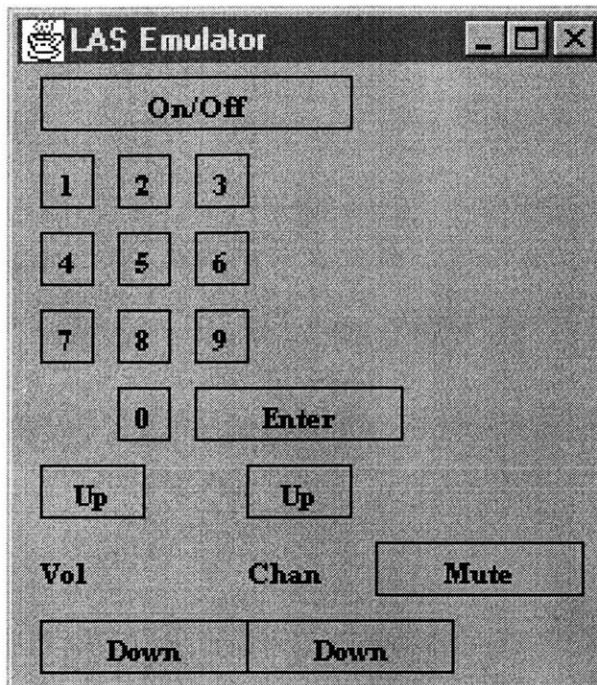 LAS Emulator
On/Off
1 2 3
4 5 6
7 8 9
0 Enter
Up Up
Vol Chan Mute
Down Down